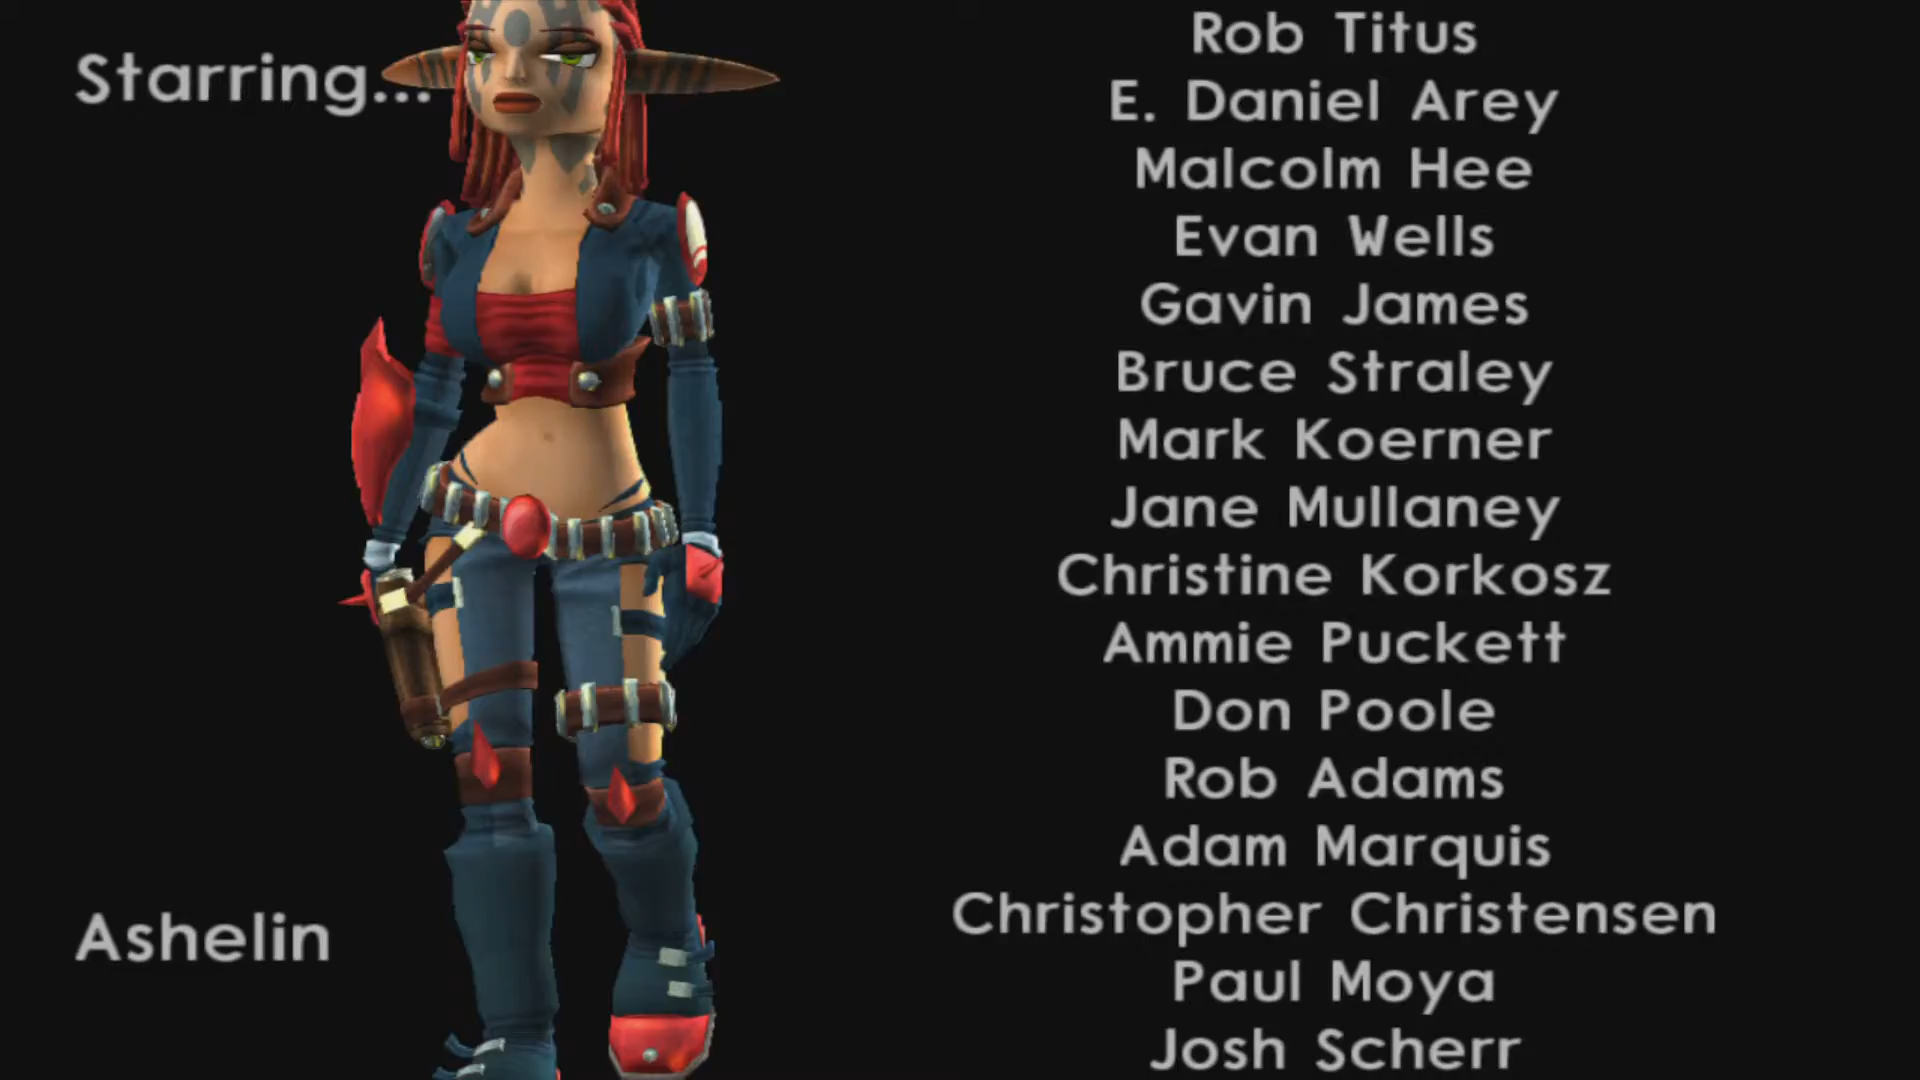 Starring...
Ashelin
Rob Titus
E. Daniel Arey
Malcolm Hee
Evan Wells
Gavin James
Bruce Straley
Mark Koerner
Jane Mullaney
Christine Korkosz
Ammie Puckett
Don Poole
Rob Adams
Adam Marquis
Christopher Christensen
Paul Moya
Josh Scherr